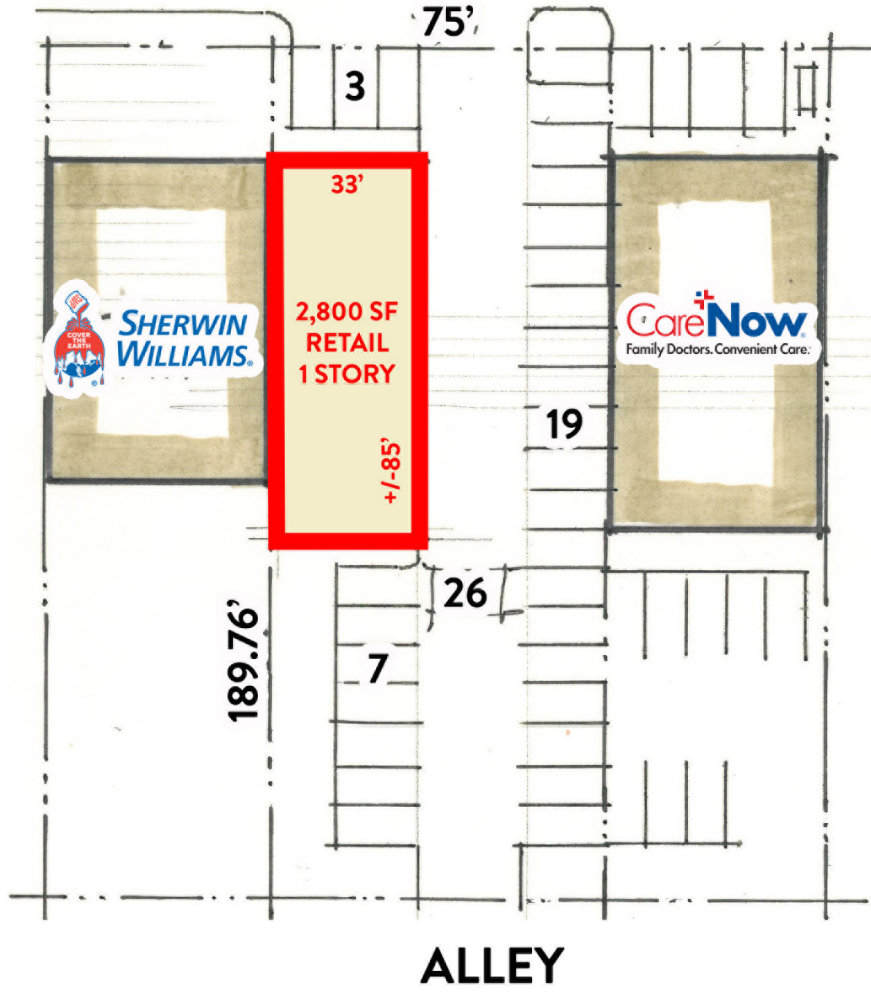 75’
3
33’
2,800 SF
RETAIL
1 STORY
+/-85’
COVER
THE
EARTH
SHERWIN
WILLIAMS®
CareNow®
Family Doctors. Convenient Care.
19
26
189.76’
7
ALLEY